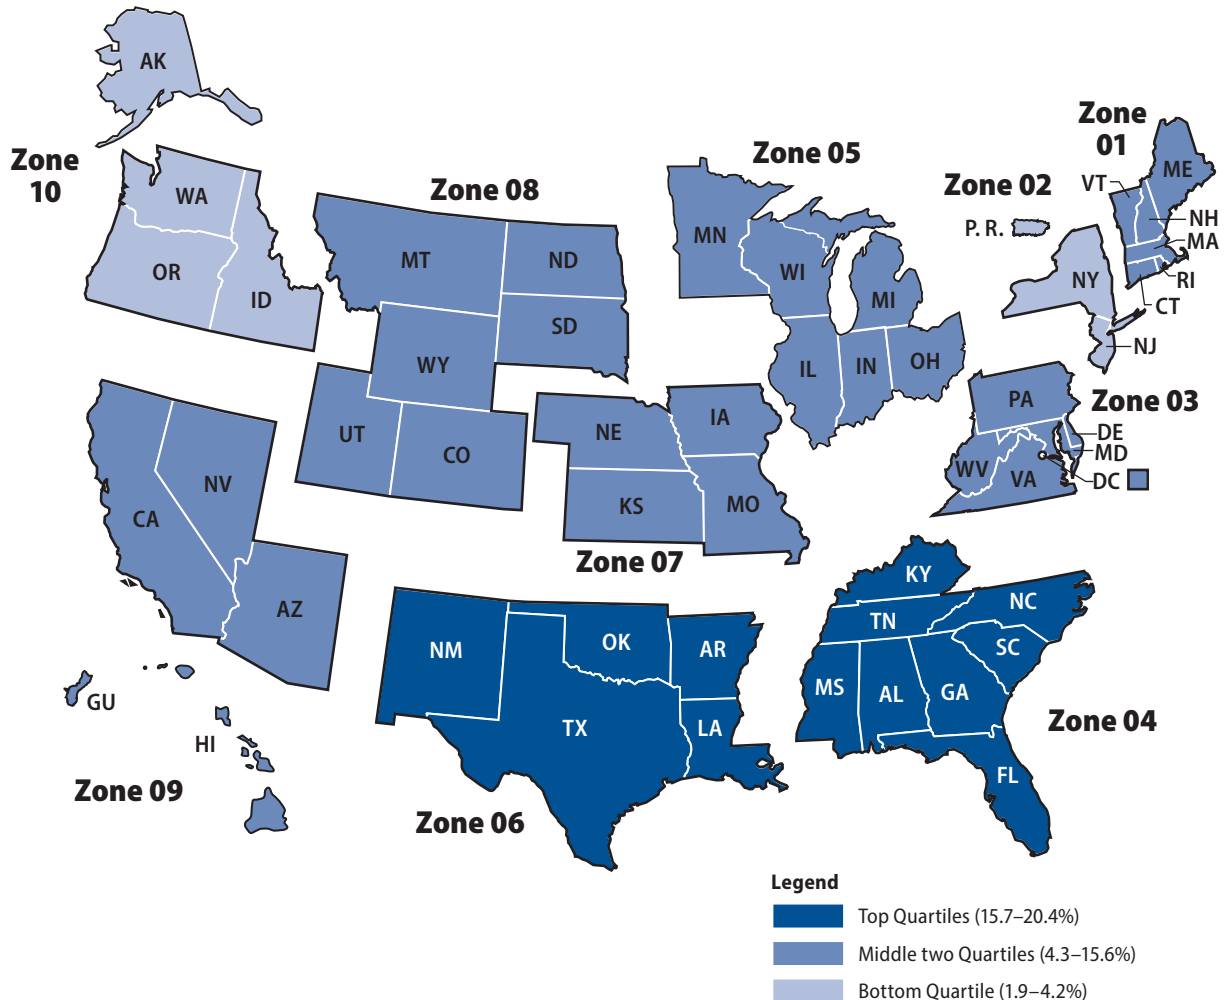 AK
Zone
10
WA
OR
ID
Zone 08
MT
ND
SD
WY
UT
CO
Zone 05
MN
WI
MI
IL
IN
OH
Zone
01
ME
VT
NH
MA
RI
CT
Zone 02
P. R.
NY
NJ
Zone 03
PA
DE
MD
DC
WV
VA
NE
IA
KS
MO
Zone 07
CA
NV
AZ
GU
HI
Zone 09
NM
OK
AR
TX
LA
Zone 06
KY
TN
NC
SC
MS
AL
GA
FL
Zone 04
Legend
Top Quartiles (15.7–20.4%)
Middle two Quartiles (4.3–15.6%)
Bottom Quartile (1.9–4.2%)